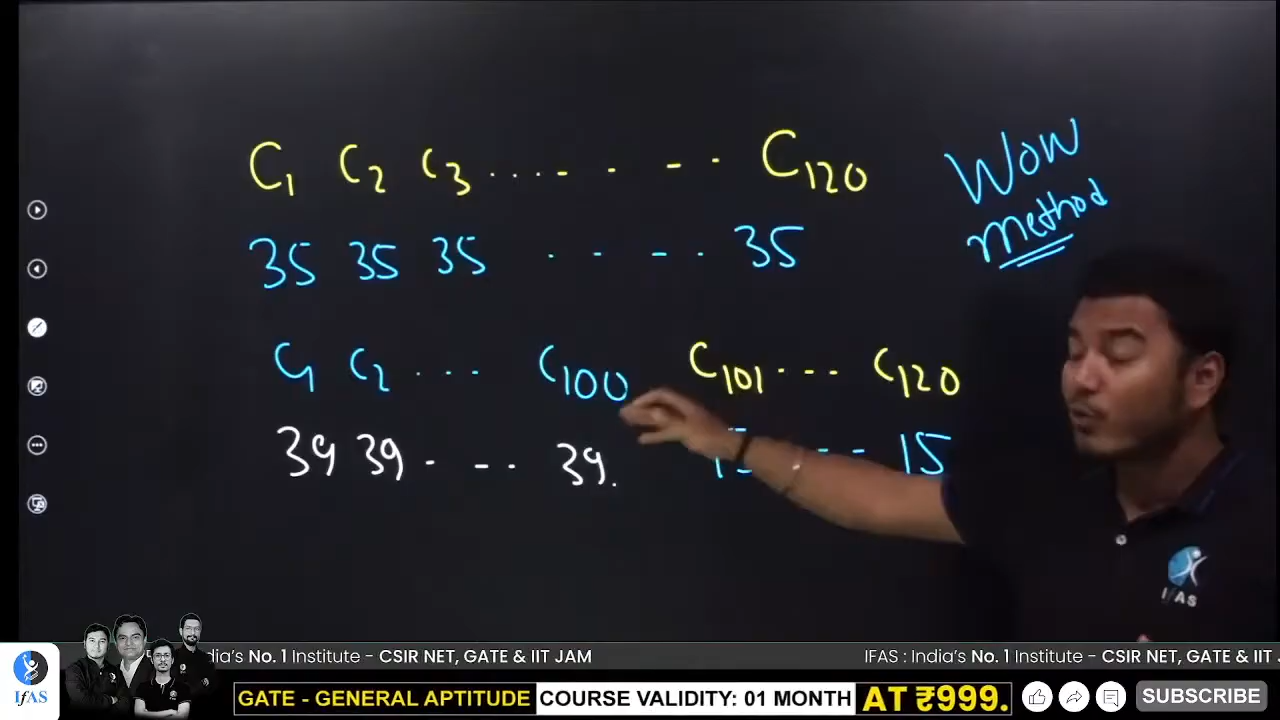 C1 C2 C3 ....- . - - . C120
35 35 35 . - - . 35
Wow
method
C1 C2 ... C100 C101 .--- C120
39 39 - --. 39. 15 -- 15
IFAS
IfAS
dia's No. 1 Institute - CSIR NET, GATE & IIT JAM
IFAS : India's No. 1 Institute - CSIR NET, GATE & IIT J
GATE - GENERAL APTITUDE COURSE VALIDITY: 01 MONTH AT ₹999. SUBSCRIBE